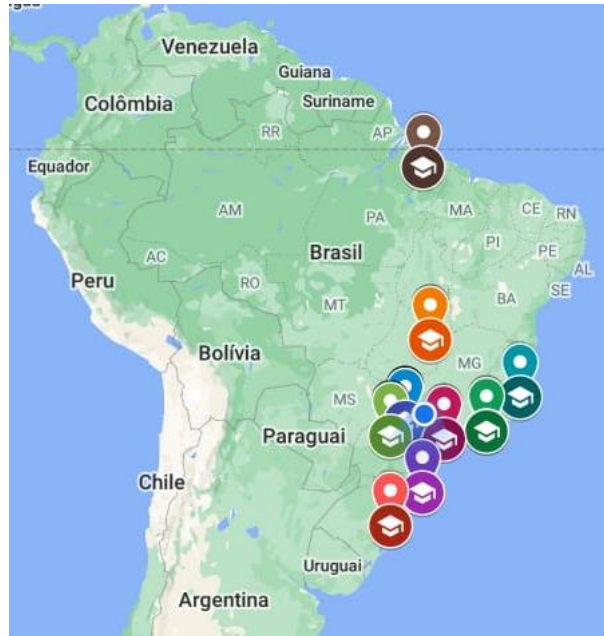 Venezuela
Guiana
Suriname
Colômbia
RR
AP
Equador
AM
PA
MA
CE
RN
PI
PE
AL
SE
AC
RO
Brasil
MT
BA
Peru
Bolívia
MG
MS
Paraguai
Chile
Uruguai
Argentina